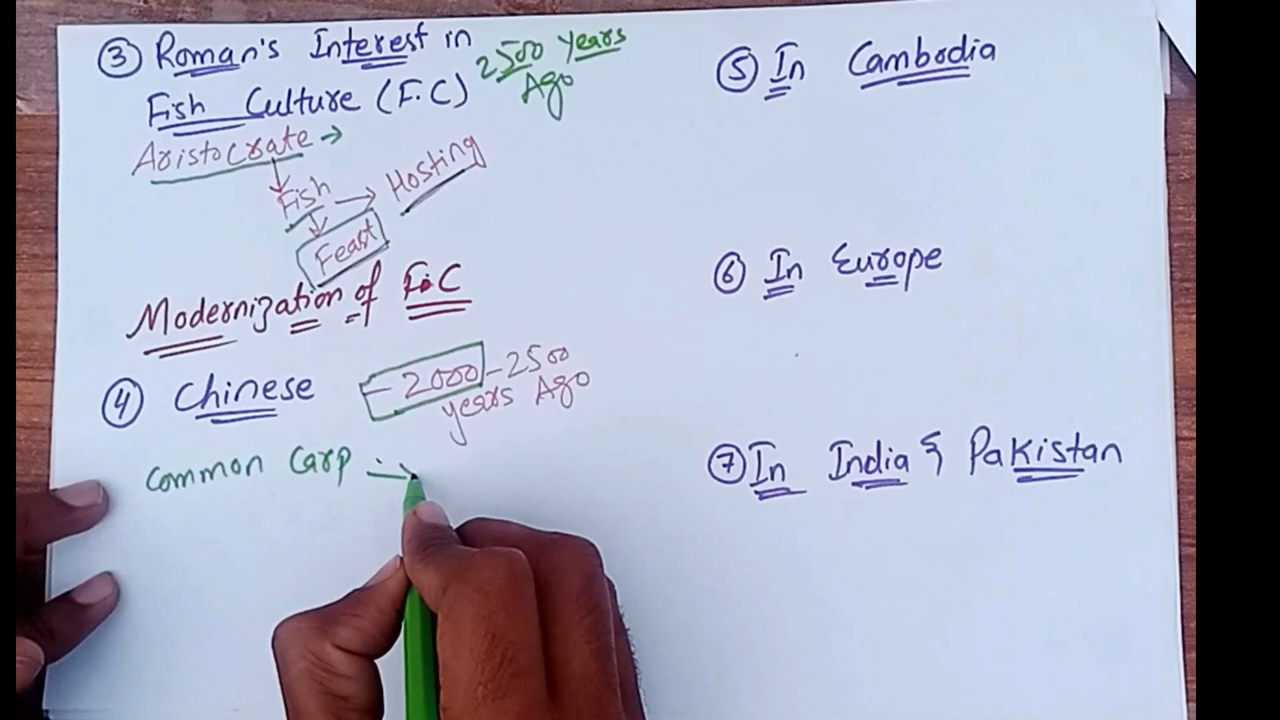 ③ Roman's Interest in
Fish Culture (F.C)
2500 Years
Ago
Aristocrate →
Fish → Hosting
Feast
Modernization of F.C
④ Chinese
- 2000 - 2500
years Ago
Common Carp
⑤ In Cambodia
⑥ In Europe
⑦ In India & Pakistan